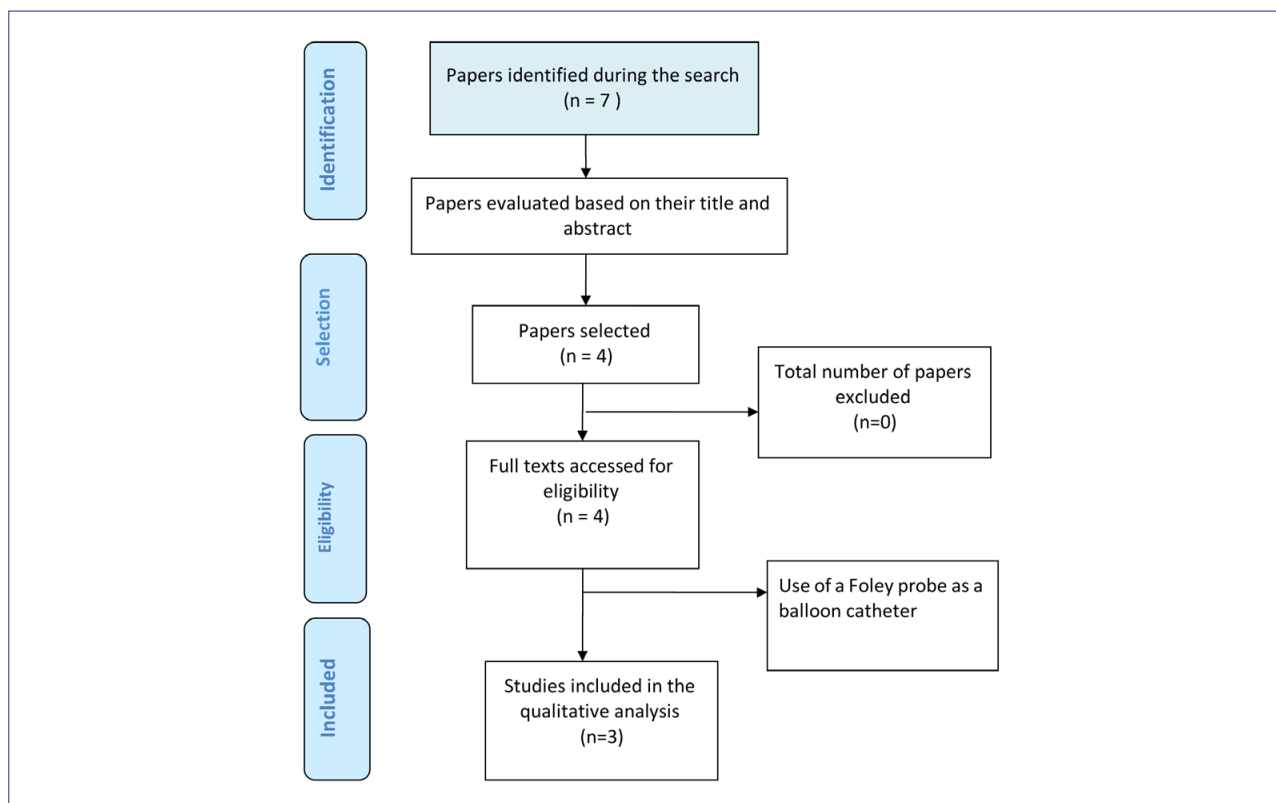 Identification
Papers identified during the search
(n = 7 )
Papers evaluated based on their title and
abstract
Selection
Papers selected
(n = 4)
Total number of papers
excluded
(n=0)
Eligibility
Full texts accessed for
eligibility
(n = 4)
Use of a Foley probe as a
balloon catheter
Included
Studies included in the
qualitative analysis
(n=3)